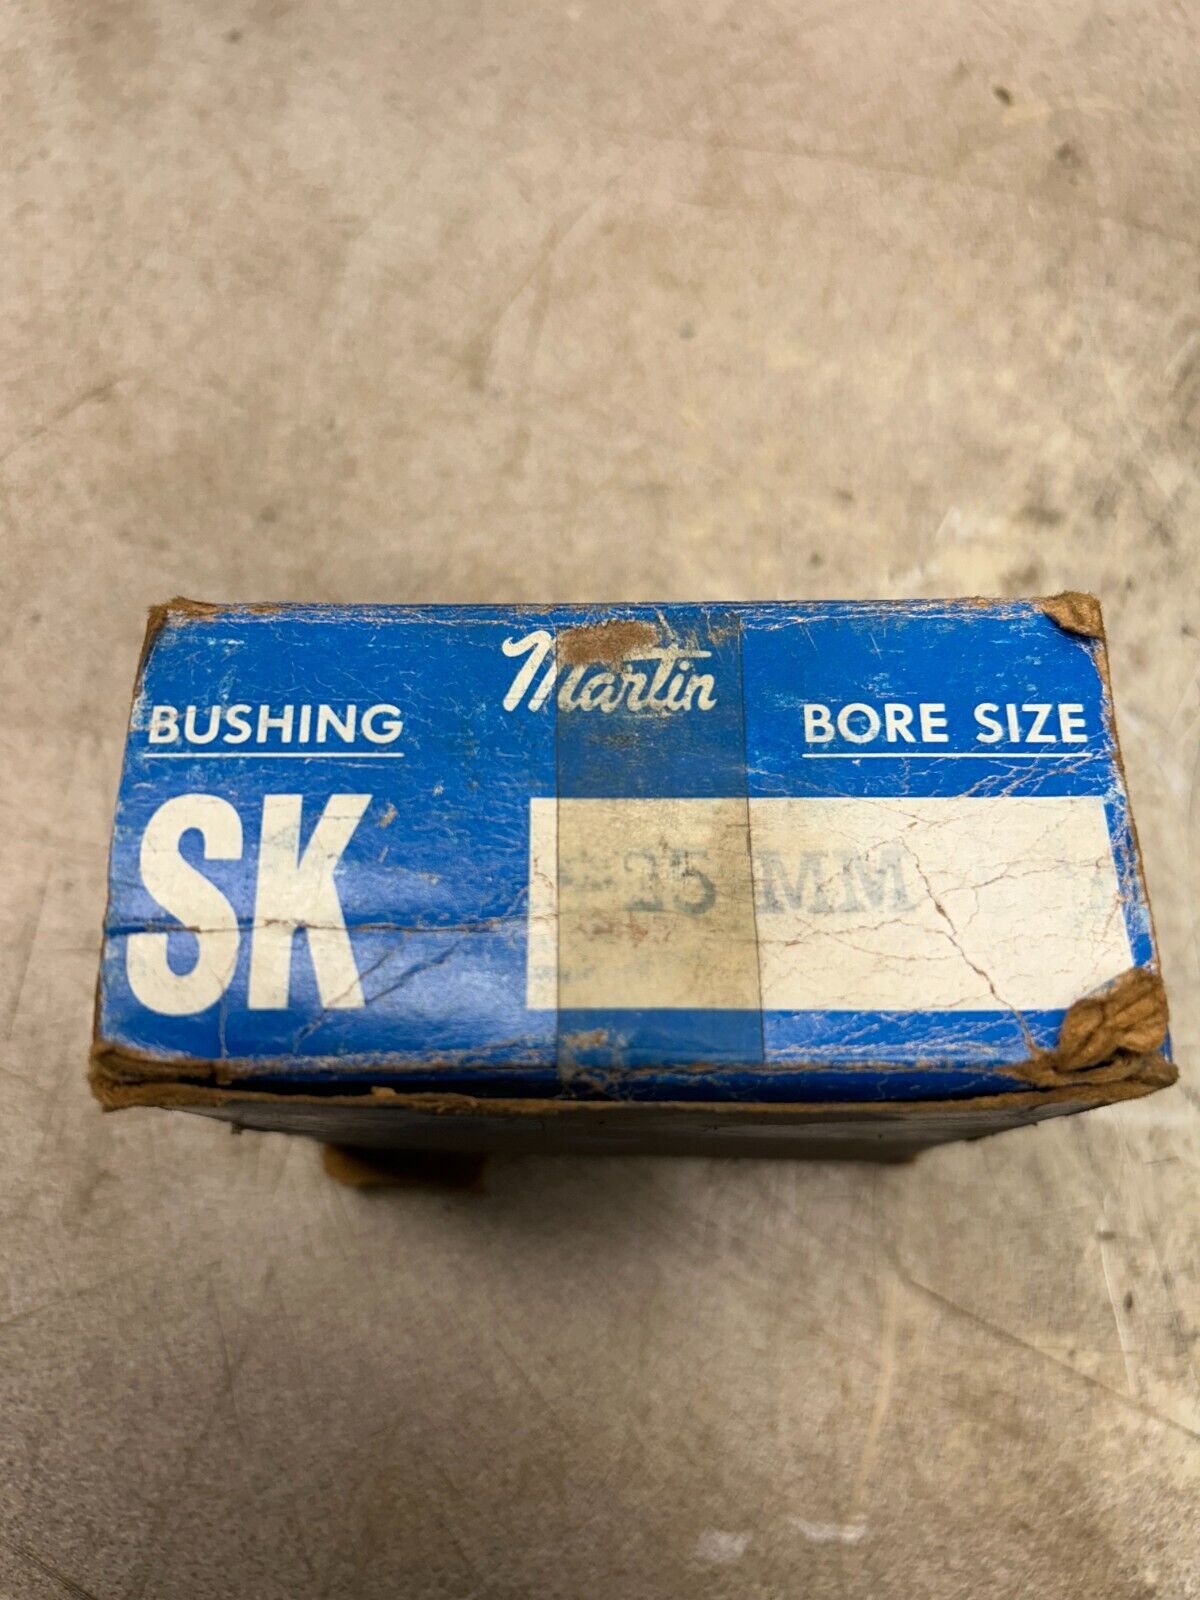 Martin
BUSHING
BORE SIZE
SK
25 MM